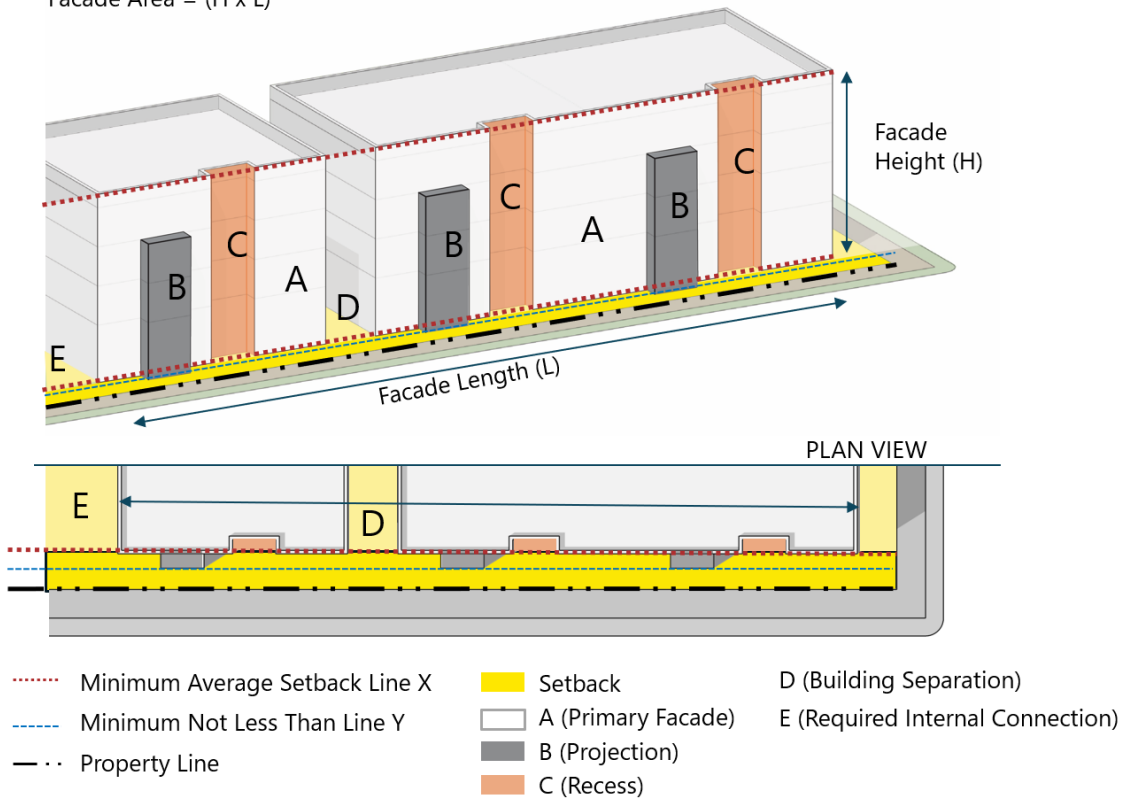 Facade Area = (H x L)
C
Facade
Height (H)
C
B
C
A
B
B
A
D
E
Facade Length (L)
PLAN VIEW
E
D
Minimum Average Setback Line X
Minimum Not Less Than Line Y
Property Line
Setback
A (Primary Facade)
B (Projection)
C (Recess)
D (Building Separation)
E (Required Internal Connection)